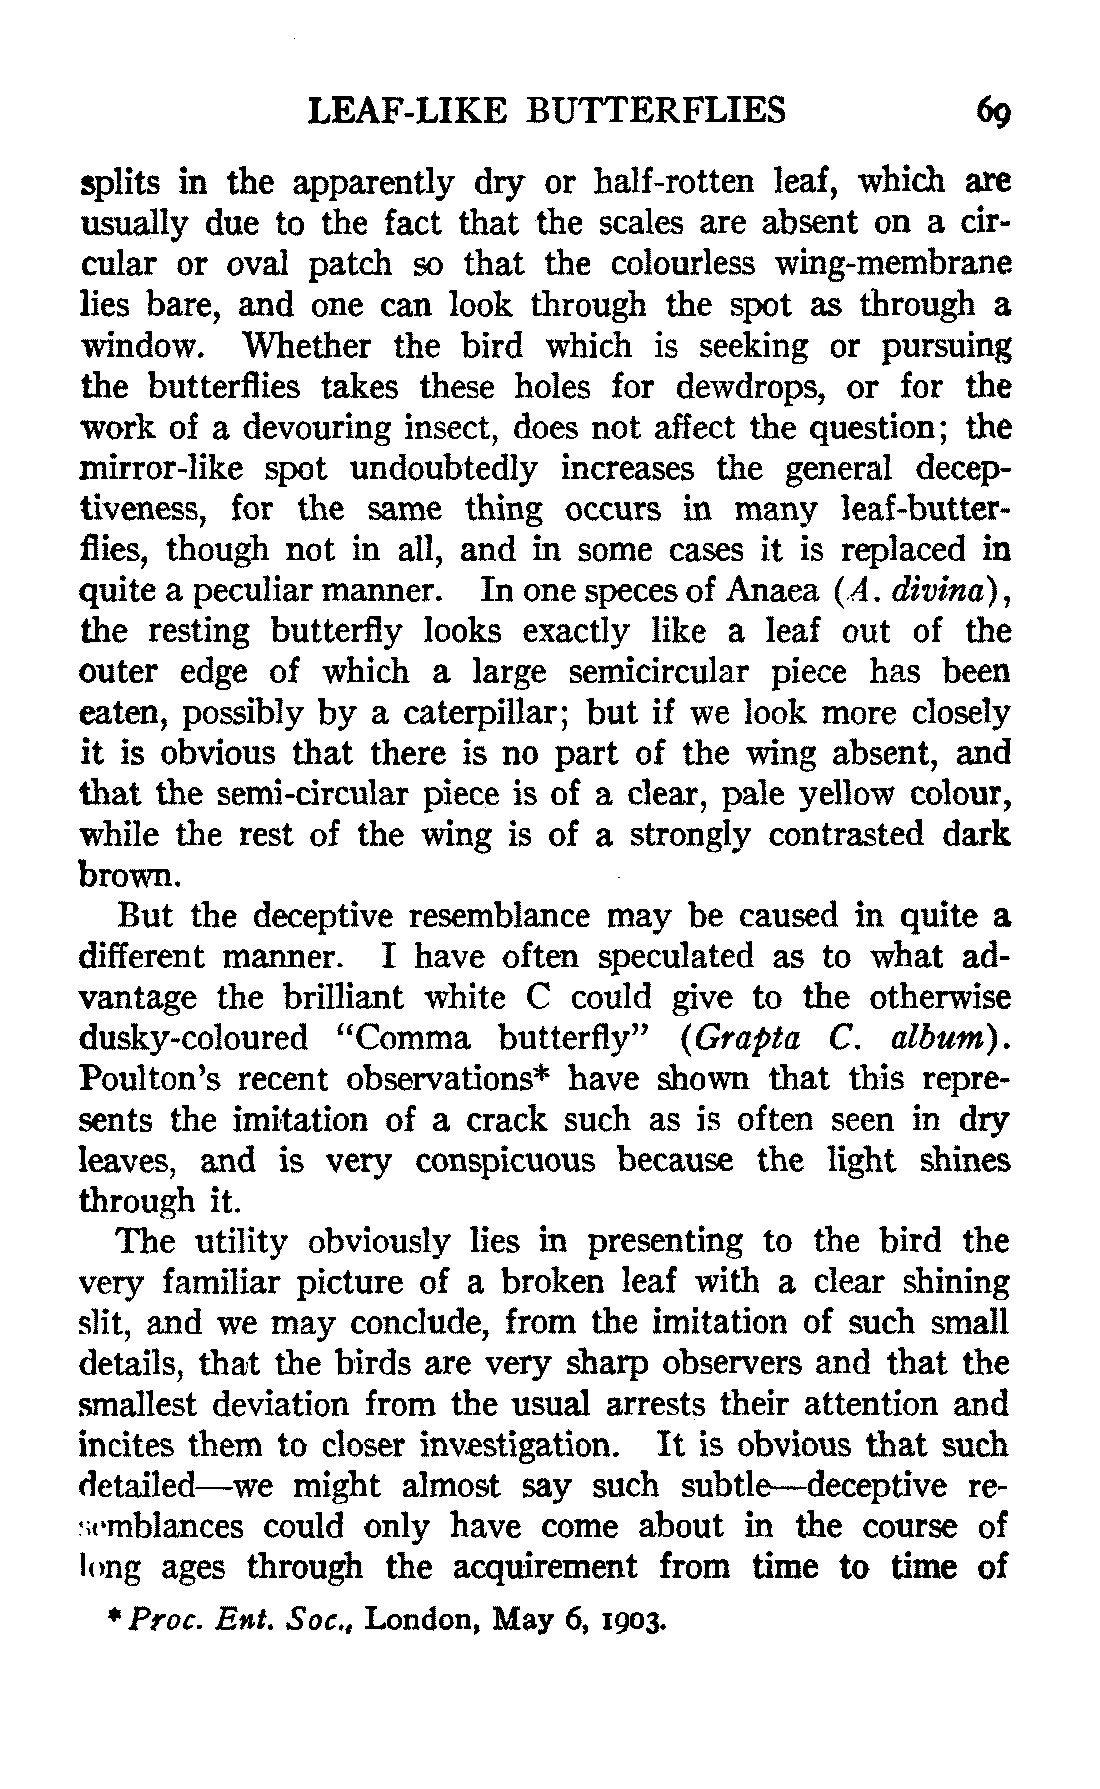 LEAF-LIKE BUTTERFLIES 69
splits in the apparently dry or half-rotten leaf, which are
usually due to the fact that the scales are absent on a cir-
cular or oval patch so that the colourless wing-membrane
lies bare, and one can look through the spot as through a
window. Whether the bird which is seeking or pursuing
the butterflies takes these holes for dewdrops, or for the
work of a devouring insect, does not affect the question; the
mirror-like spot undoubtedly increases the general decep-
tiveness, for the same thing occurs in many leaf-butter-
flies, though not in all, and in some cases it is replaced in
quite a peculiar manner. In one speces of Anaea (A. divina),
the resting butterfly looks exactly like a leaf out of the
outer edge of which a large semicircular piece has been
eaten, possibly by a caterpillar; but if we look more closely
it is obvious that there is no part of the wing absent, and
that the semi-circular piece is of a clear, pale yellow colour,
while the rest of the wing is of a strongly contrasted dark
brown.
But the deceptive resemblance may be caused in quite a
different manner. I have often speculated as to what ad-
vantage the brilliant white C could give to the otherwise
dusky-coloured "Comma butterfly" (Grapta C. album).
Poulton's recent observations* have shown that this repre-
sents the imitation of a crack such as is often seen in dry
leaves, and is very conspicuous because the light shines
through it.
The utility obviously lies in presenting to the bird the
very familiar picture of a broken leaf with a clear shining
slit, and we may conclude, from the imitation of such small
details, that the birds are very sharp observers and that the
smallest deviation from the usual arrests their attention and
incites them to closer investigation. It is obvious that such
detailed—we might almost say such subtle—deceptive re-
semblances could only have come about in the course of
long ages through the acquirement from time to time of
* Proc. Ent. Soc., London, May 6, 1903.